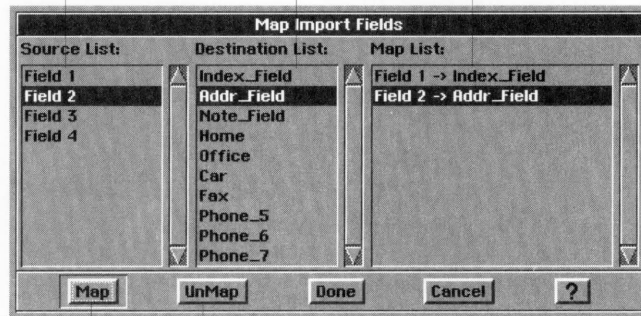 Map Import Fields
Source List:
Field 1
Field 2
Field 3
Field 4
Destination List:
Index_Field
Addr_Field
Note_Field
Home
Office
Car
Fax
Phone_5
Phone_6
Phone_7
Map List:
Field 1 -> Index_Field
Field 2 -> Addr_Field
Map UnMap Done Cancel ?